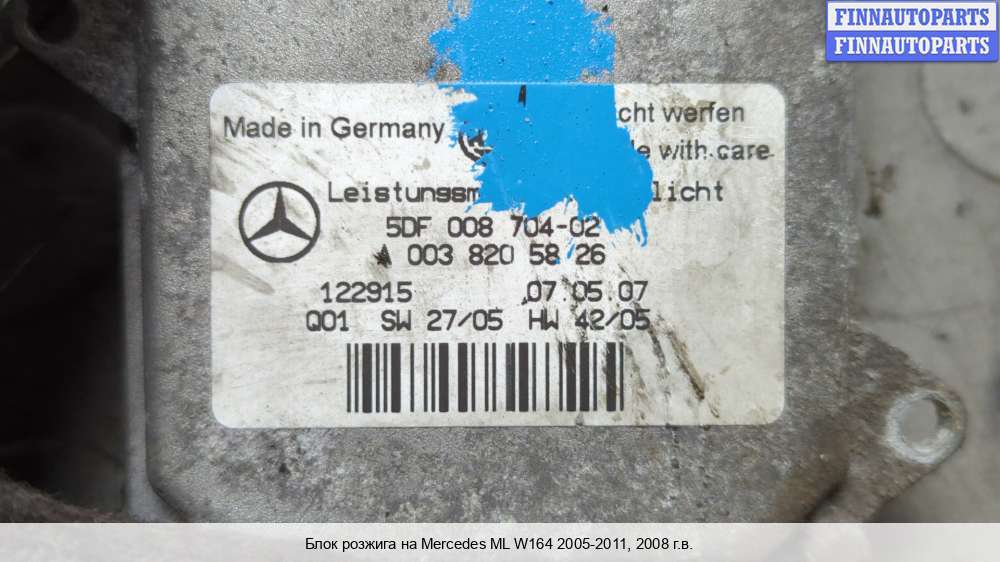 FINNAUTOPARTS
FINNAUTOPARTS
cht werfen
Made in Germany
with care
licht
5DF 008 704-02
A 003 820 58 26
122915 07.05.07
Q01 SW 27/05 HW 42/05
Блок розжига на Mercedes ML W164 2005-2011, 2008 г.в.